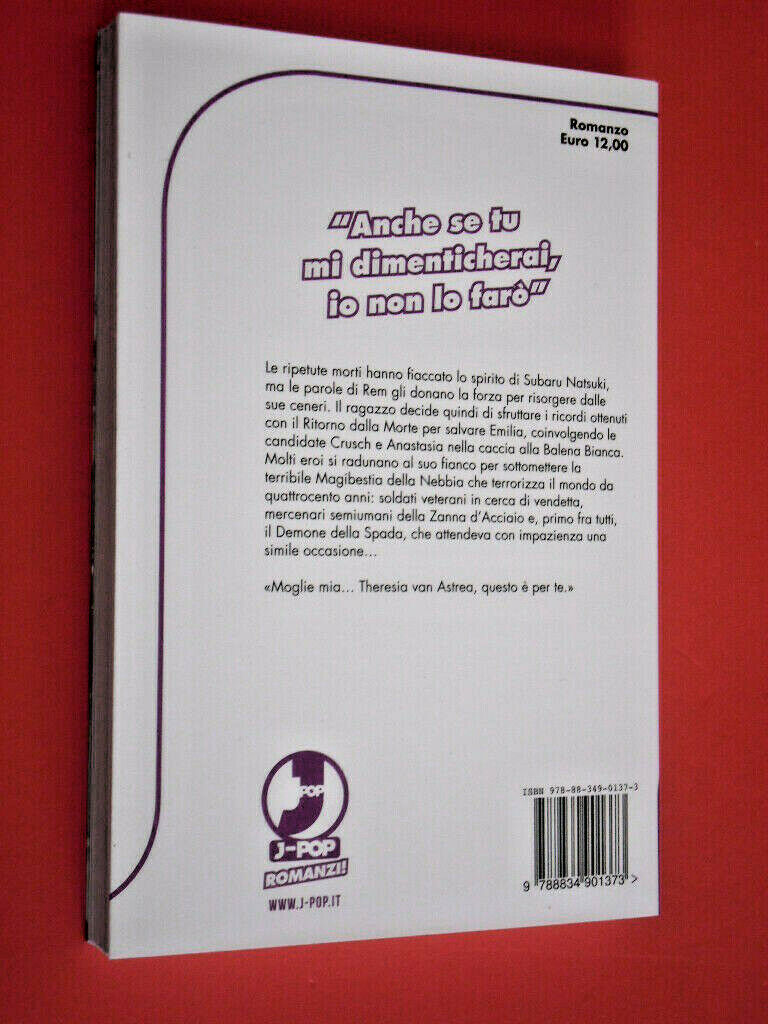 Romanzo
Euro 12,00
"Anche se tu
mi dimenticherai,
io non lo farò"
Le ripetute morti hanno fiaccato lo spirito di Subaru Natsuki,
ma le parole di Rem gli donano la forza per risorgere dalle
sue ceneri. Il ragazzo decide quindi di sfruttare i ricordi ottenuti
con il Ritorno dalla Morte per salvare Emilia, coinvolgendo le
candidate Crusch e Anastasia nella caccia alla Balena Bianca.
Molti eroi si radunano al suo fianco per sottomettere la
terribile Magibestia della Nebbia che terrorizza il mondo da
quattrocento anni: soldati veterani in cerca di vendetta,
mercenari semiumani della Zanna d'Acciaio e, primo fra tutti,
il Demone della Spada, che attendeva con impazienza una
simile occasione...
«Moglie mia... Theresia van Astrea, questo è per te.»
J POP
J-POP
ROMANZI!
WWW.J-POP.IT
ISBN 978-88-349-0137-3
9 788834 901373 >